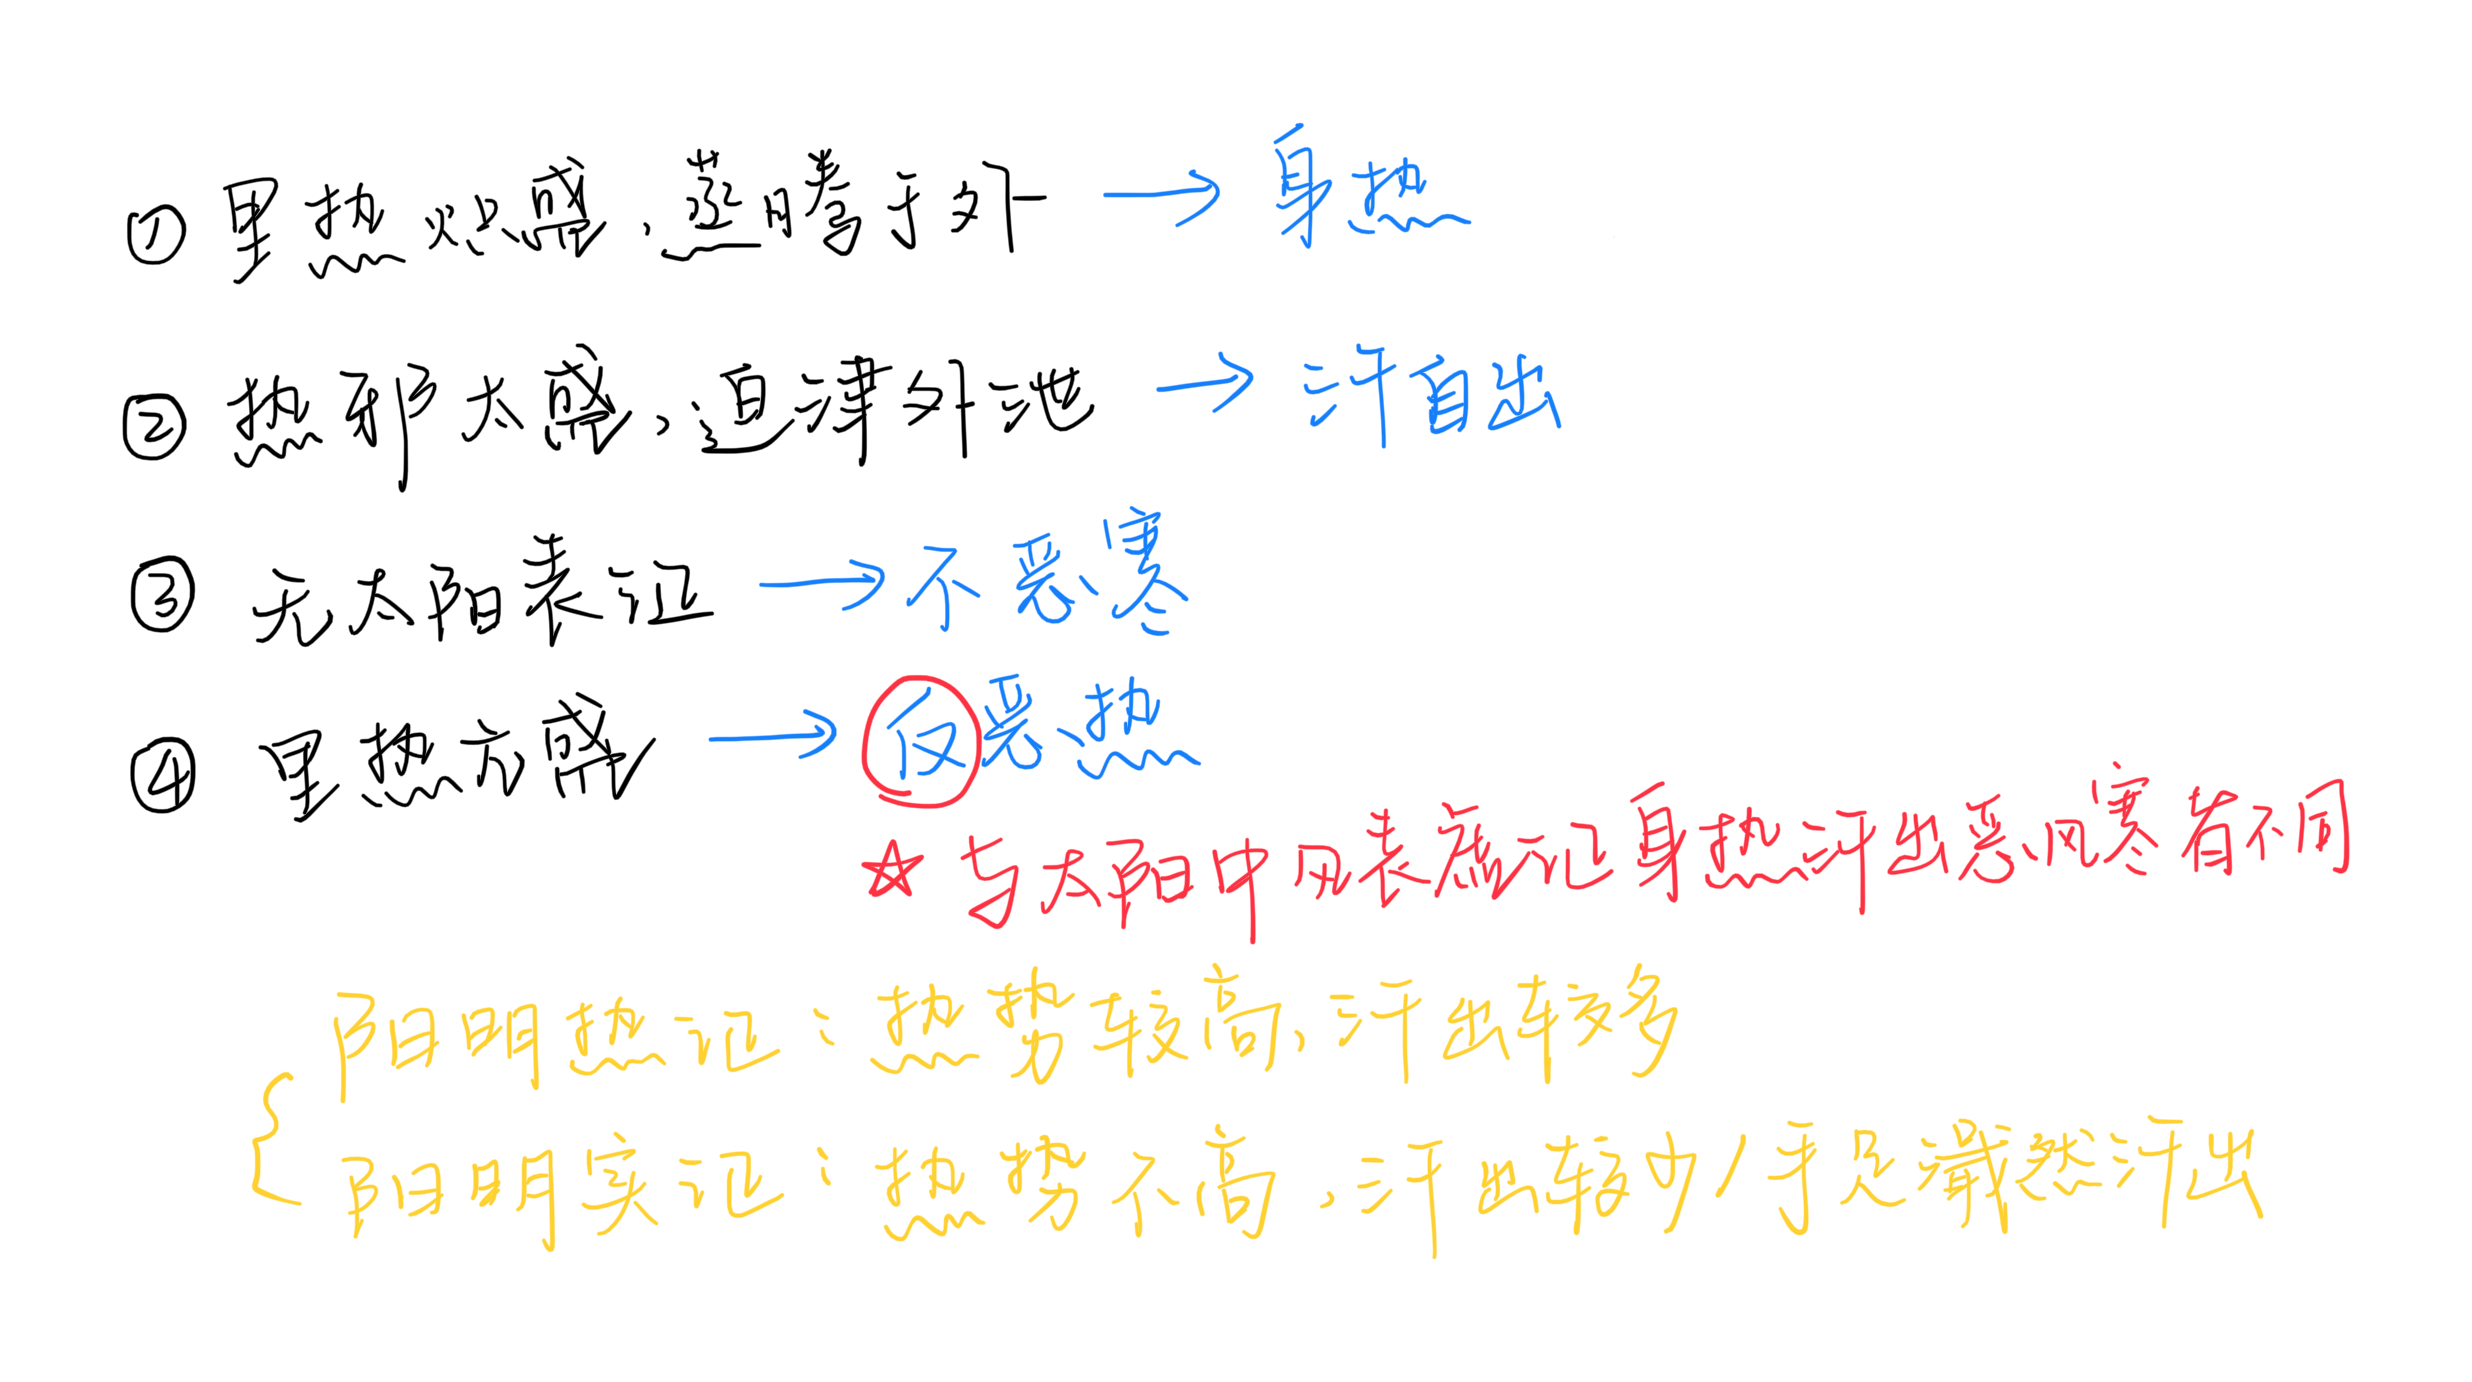 ① 里热炽盛,蒸腾于外 → 身热
② 热邪太盛,迫津外泄 → 汗自出
③ 无太阳表证 → 不恶寒
④ 里热亢盛 → 仅恶热
☆ 与太阳中风表虚证身热汗出恶风寒有不同
阳明热证:热势较高,汗出较多
阳明实证:热势不高,汗出较少/手足濈然汗出